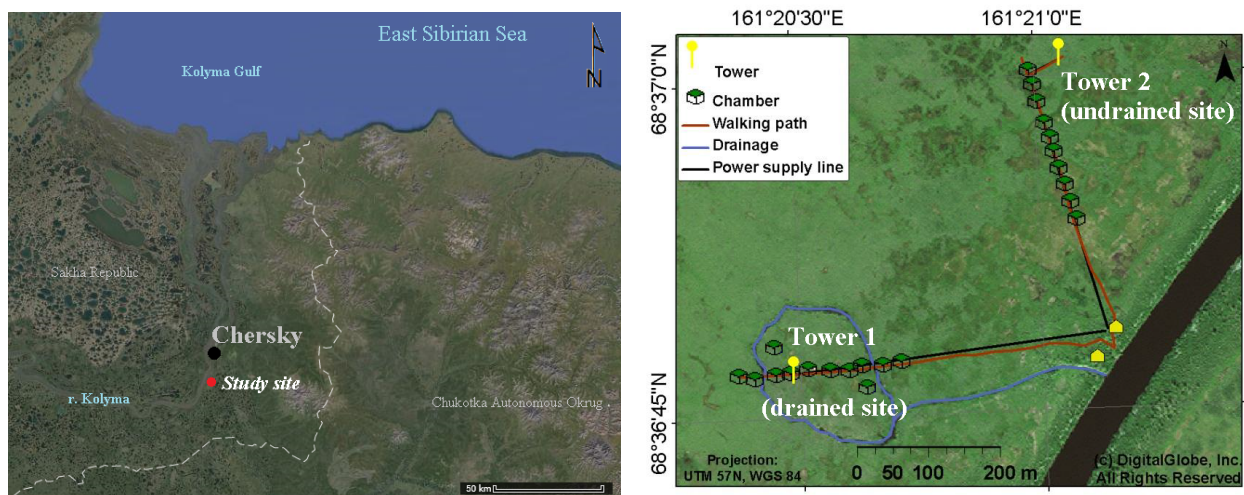 East Sibirian Sea
Kolyma Gulf
N
Sakha Republic
Chersky
Study site
r. Kolyma
Chukotka Autonomous Okrug
50 km
161°20'30"E
161°21'0"E
68°37'0"N
68°36'45"N
Tower
Chamber
Walking path
Drainage
Power supply line
N
Tower 2
(undrained site)
Tower 1
(drained site)
Projection:
UTM 57N, WGS 84
0 50 100 200 m
(c) DigitalGlobe, Inc.
All Rights Reserved